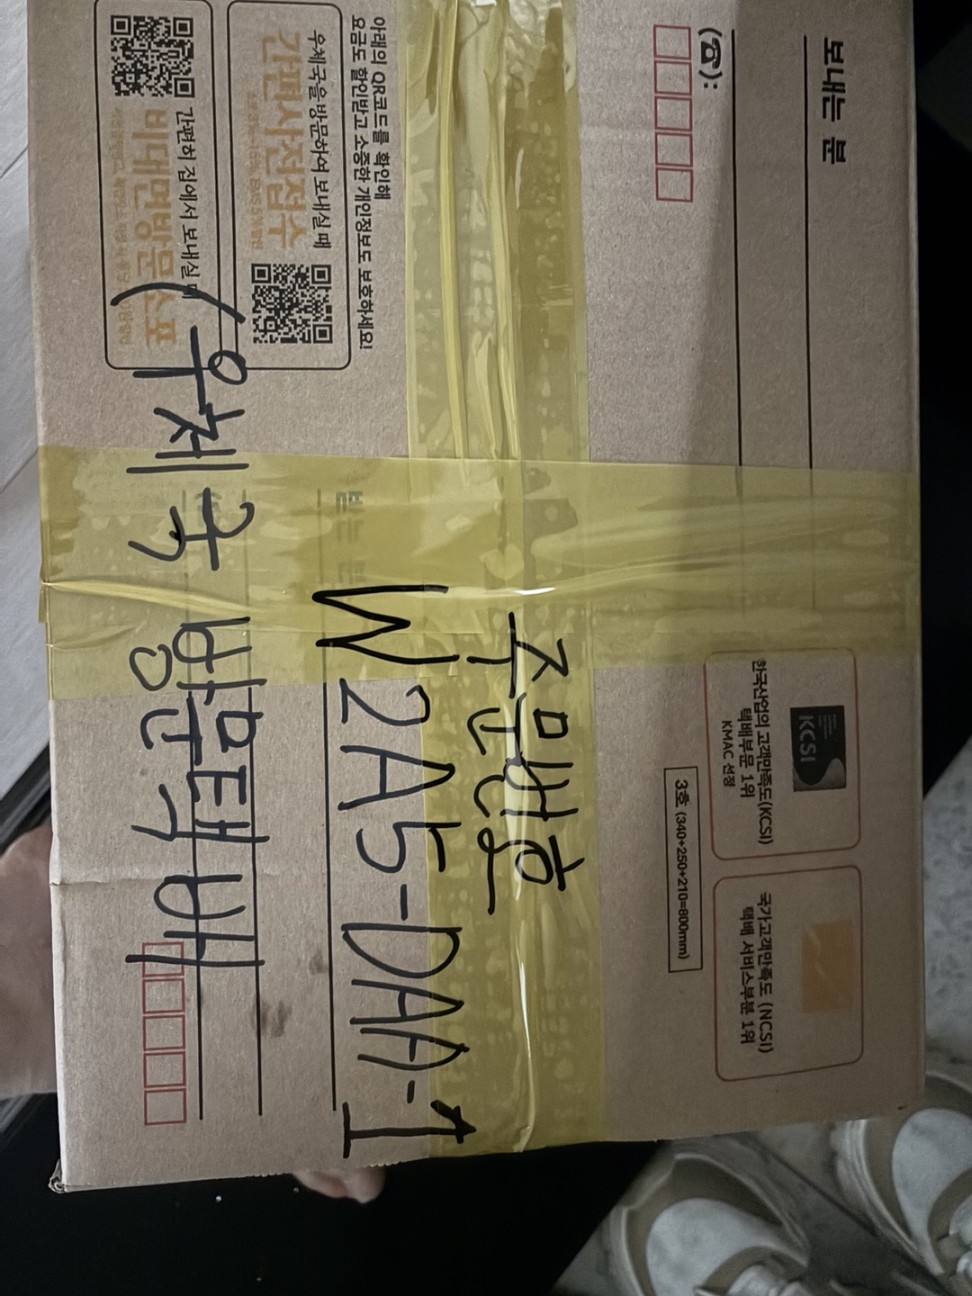 보내는 분
(☎):
아래의 QR코드를 확인해
요금도 할인받고 소중한 개인정보도 보호하세요!
우체국을 방문하여 보내실 때
간편사전접수
간편히 집에서 보내실 때
비대면방문소포
KCSI
한국산업의 고객만족도(KCSI)
택배부문 1위
KMAC 선정
국가고객만족도 (NCSI)
택배 서비스부문 1위
3호 (340+250+210=800mm)
받는 분
주문번호
W2A5-DAA-1
(우체국 방문택배